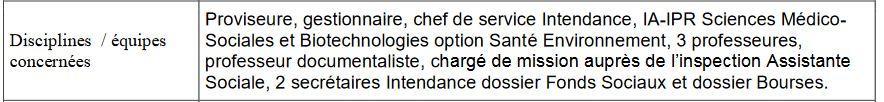 Disciplines / équipes
concernées
Proviseure, gestionnaire, chef de service Intendance, IA-IPR Sciences Médico-
Sociales et Biotechnologies option Santé Environnement, 3 professeures,
professeur documentaliste, chargé de mission auprès de l'inspection Assistante
Sociale, 2 secrétaires Intendance dossier Fonds Sociaux et dossier Bourses.